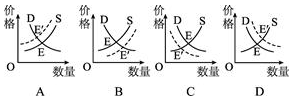 价格 D S E E′ O 数量 A
价格 D S E E′ O 数量 B
价格 D S E E′ O 数量 C
价格 D S E E′ O 数量 D